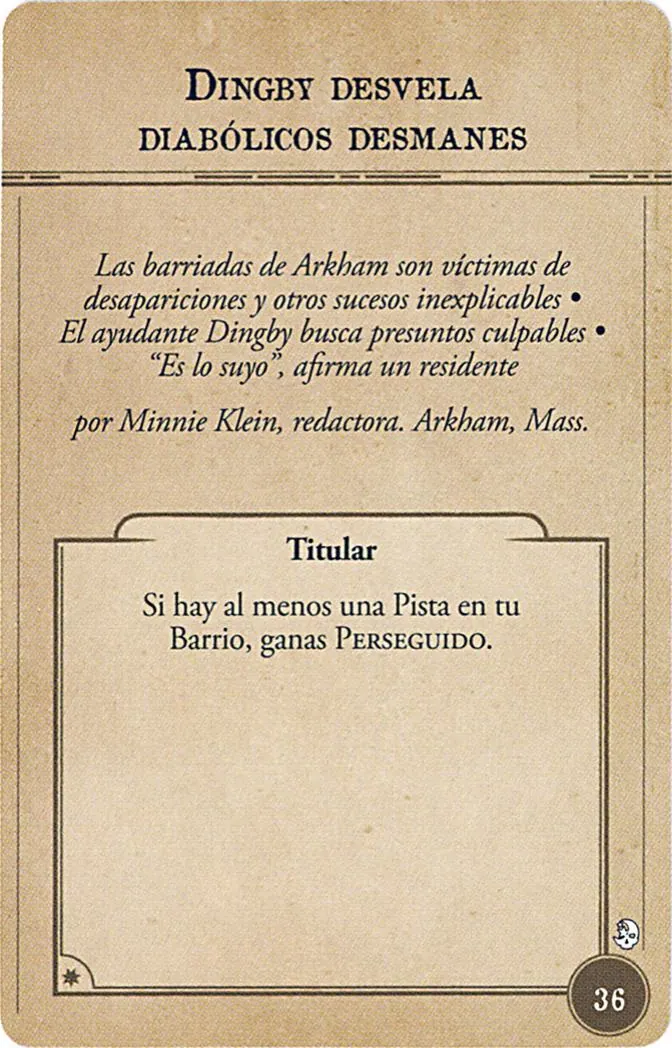 Dingby desvela
diabólicos desmanes
Las barriadas de Arkham son víctimas de
desapariciones y otros sucesos inexplicables •
El ayudante Dingby busca presuntos culpables •
“Es lo suyo”, afirma un residente
por Minnie Klein, redactora. Arkham, Mass.
Titular
Si hay al menos una Pista en tu
Barrio, ganas Perseguido.
36